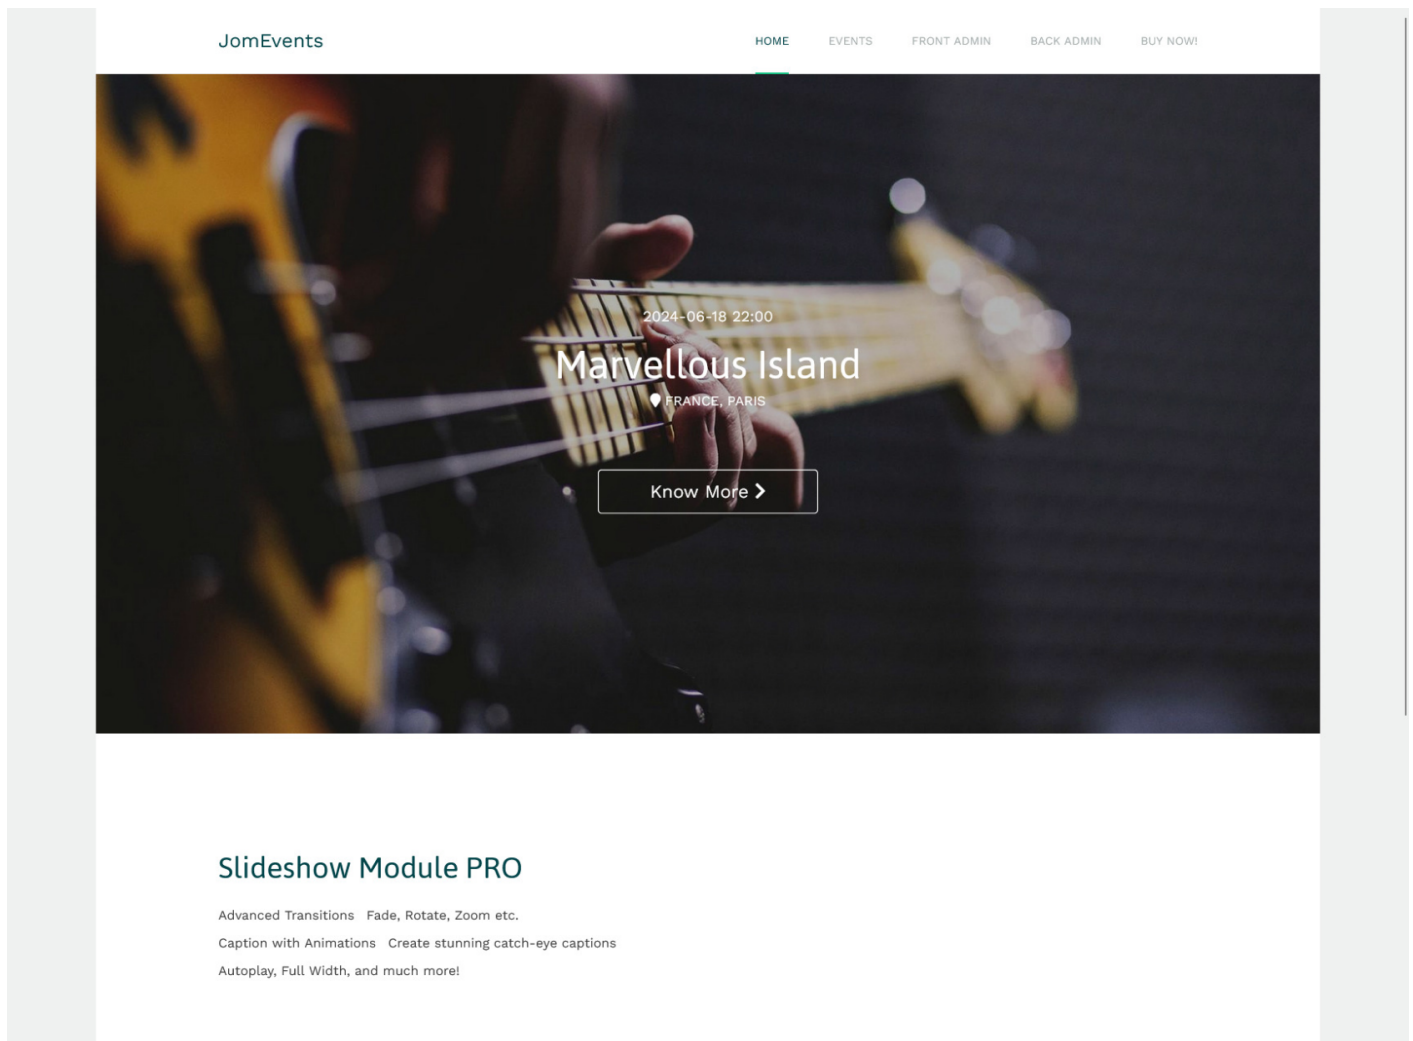 JomEvents
HOME EVENTS FRONT ADMIN BACK ADMIN BUY NOW!
2024-06-18 22:00
Marvellous Island
FRANCE, PARIS
Know More
Slideshow Module PRO
Advanced Transitions Fade, Rotate, Zoom etc.
Caption with Animations Create stunning catch-eye captions
Autoplay, Full Width, and much more!